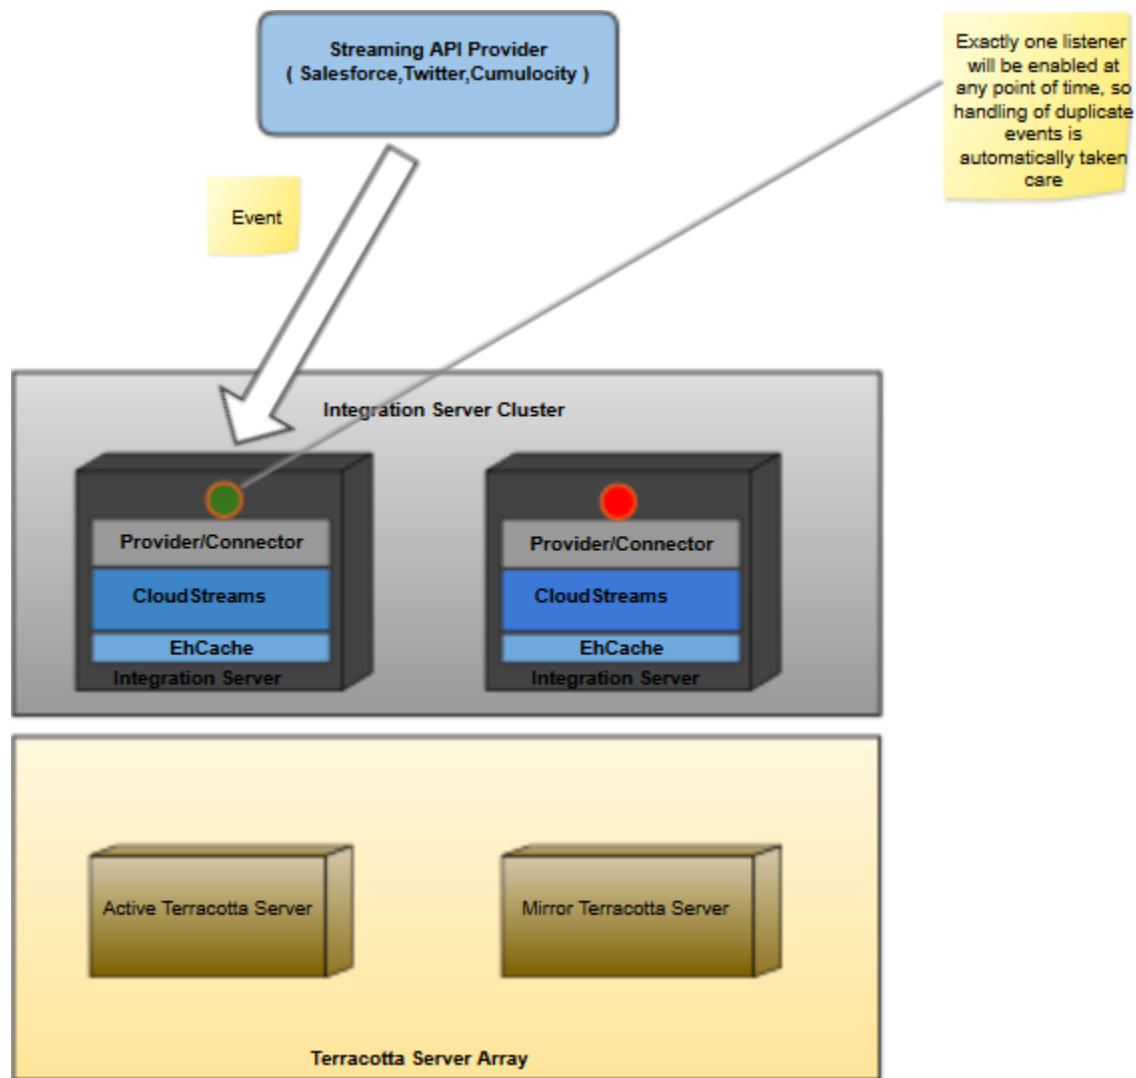 Streaming API Provider
( Salesforce,Twitter,Cumulocity )
Exactly one listener
will be enabled at
any point of time, so
handling of duplicate
events is
automatically taken
care
Event
Integration Server Cluster
Provider/Connector
CloudStreams
EhCache
Integration Server
Provider/Connector
CloudStreams
EhCache
Integration Server
Active Terracotta Server
Mirror Terracotta Server
Terracotta Server Array